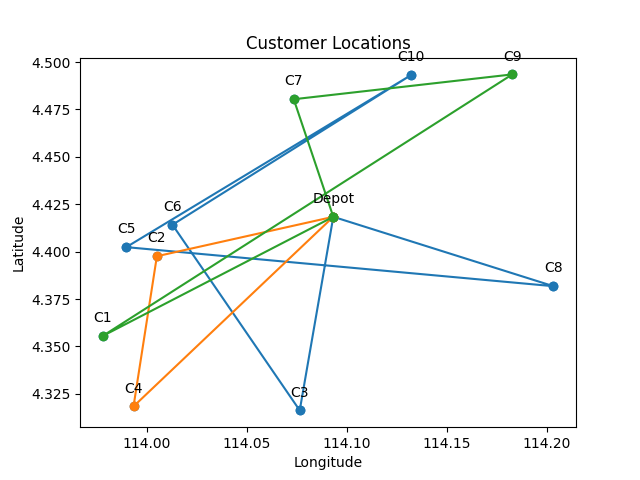 Customer Locations
4.500
4.475
4.450
4.425
4.400
4.375
4.350
4.325
Latitude
C10
C9
C7
Depot
C6
C5
C2
C8
C1
C4
C3
114.00
114.05
114.10
114.15
114.20
Longitude